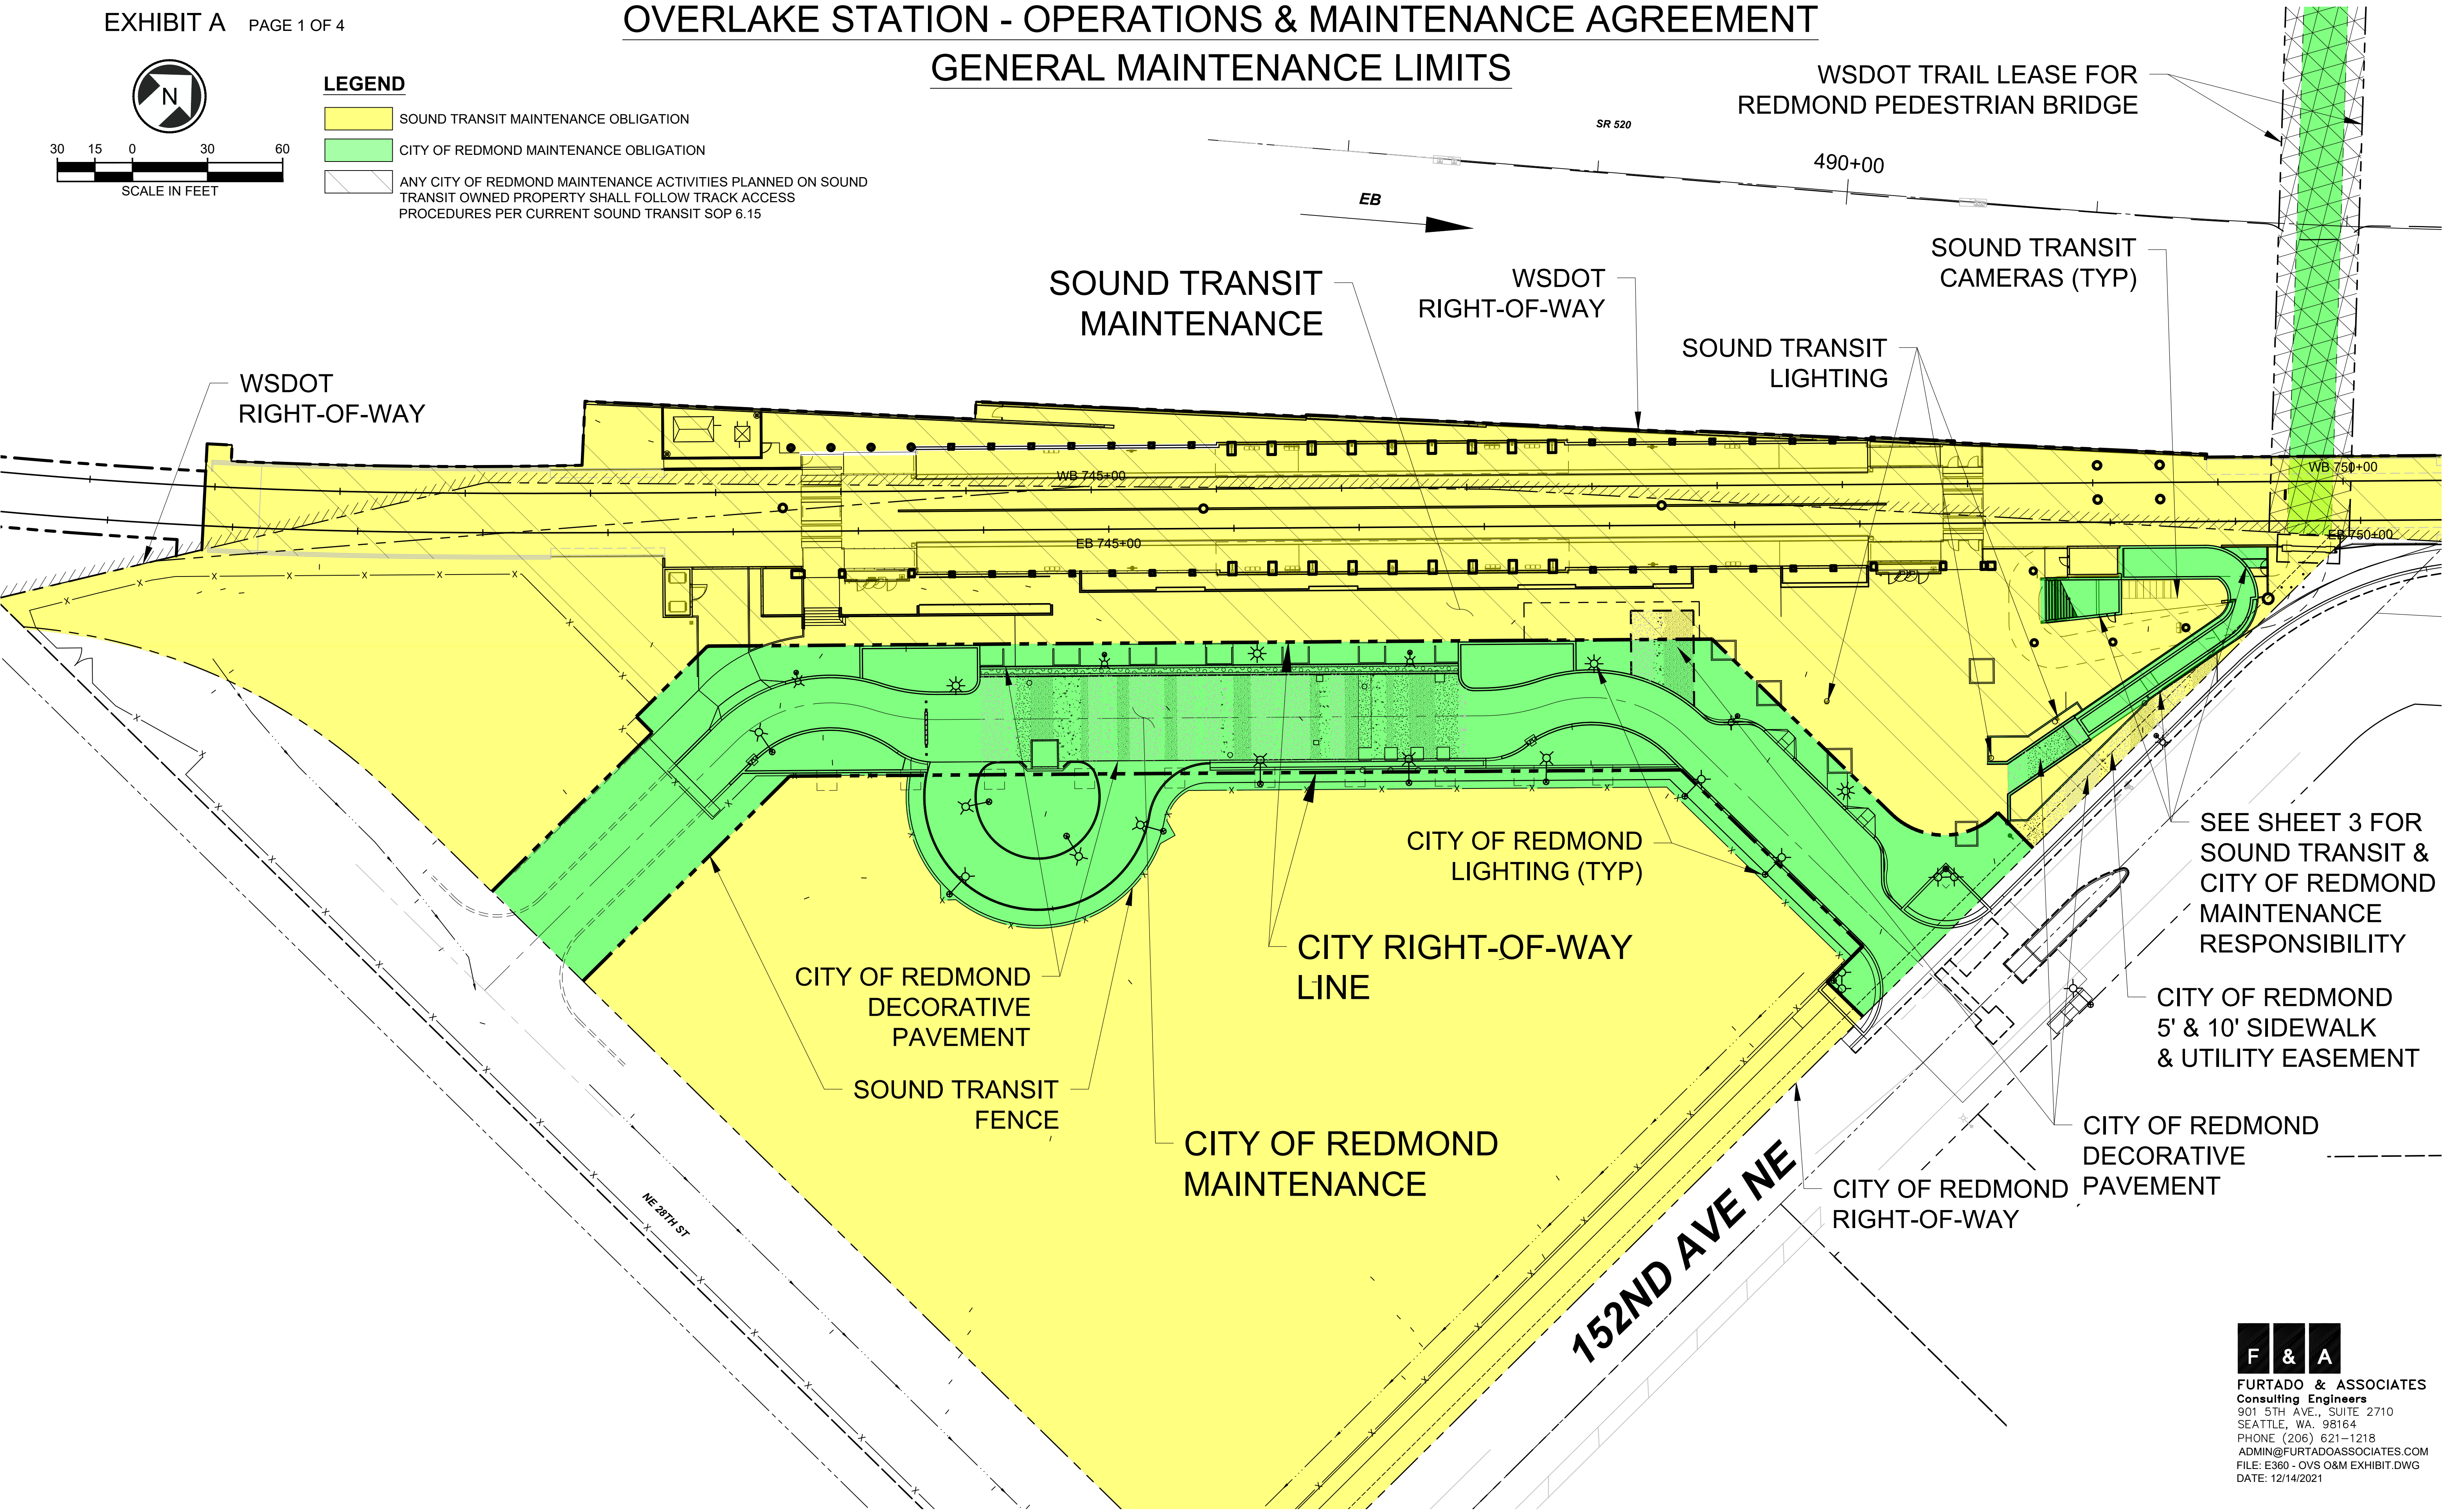 EXHIBIT A PAGE 1 OF 4
OVERLAKE STATION - OPERATIONS & MAINTENANCE AGREEMENT
GENERAL MAINTENANCE LIMITS
N
30 15 0 30 60
SCALE IN FEET
LEGEND
SOUND TRANSIT MAINTENANCE OBLIGATION
CITY OF REDMOND MAINTENANCE OBLIGATION
ANY CITY OF REDMOND MAINTENANCE ACTIVITIES PLANNED ON SOUND
TRANSIT OWNED PROPERTY SHALL FOLLOW TRACK ACCESS
PROCEDURES PER CURRENT SOUND TRANSIT SOP 6.15
WSDOT TRAIL LEASE FOR
REDMOND PEDESTRIAN BRIDGE
SR 520
490+00
EB
SOUND TRANSIT
CAMERAS (TYP)
SOUND TRANSIT
MAINTENANCE
WSDOT
RIGHT-OF-WAY
SOUND TRANSIT
LIGHTING
WSDOT
RIGHT-OF-WAY
WB 745+00
WB 750+00
EB 745+00
EB 750+00
CITY OF REDMOND
LIGHTING (TYP)
SEE SHEET 3 FOR
SOUND TRANSIT &
CITY OF REDMOND
MAINTENANCE
RESPONSIBILITY
CITY RIGHT-OF-WAY
LINE
CITY OF REDMOND
DECORATIVE
PAVEMENT
CITY OF REDMOND
5' & 10' SIDEWALK
& UTILITY EASEMENT
SOUND TRANSIT
FENCE
CITY OF REDMOND
MAINTENANCE
CITY OF REDMOND
DECORATIVE
PAVEMENT
CITY OF REDMOND
RIGHT-OF-WAY
NE 28TH ST
152ND AVE NE
F & A
FURTADO & ASSOCIATES
Consulting Engineers
901 5TH AVE., SUITE 2710
SEATTLE, WA. 98164
PHONE (206) 621-1218
ADMIN@FURTADOASSOCIATES.COM
FILE: E360 - OVS O&M EXHIBIT.DWG
DATE: 12/14/2021